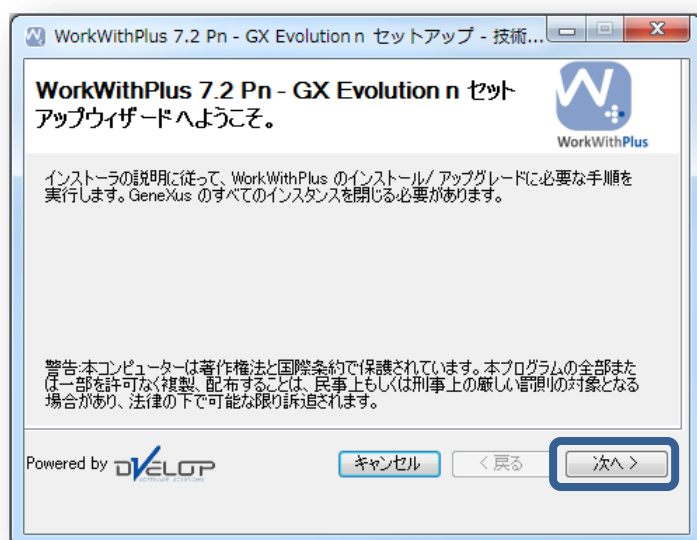 WorkWithPlus 7.2 Pn - GX Evolution n セットアップ - 技術...
WorkWithPlus 7.2 Pn - GX Evolution n セット
アップウィザードへようこそ。
WorkWithPlus
インストーラの説明に従って、WorkWithPlus のインストール/アップグレードに必要な手順を
実行します。GeneXus のすべてのインスタンスを閉じる必要があります。
警告:本コンピューターは著作権法と国際条約で保護されています。本プログラムの全部また
は一部を許可なく複製、配布することは、民事上もしくは刑事上の厳しい罰則の対象となる
場合があり、法律の下で可能な限り訴追されます。
Powered by DVELOP
SOFTWARE SOLUTIONS
キャンセル
< 戻る
次へ >